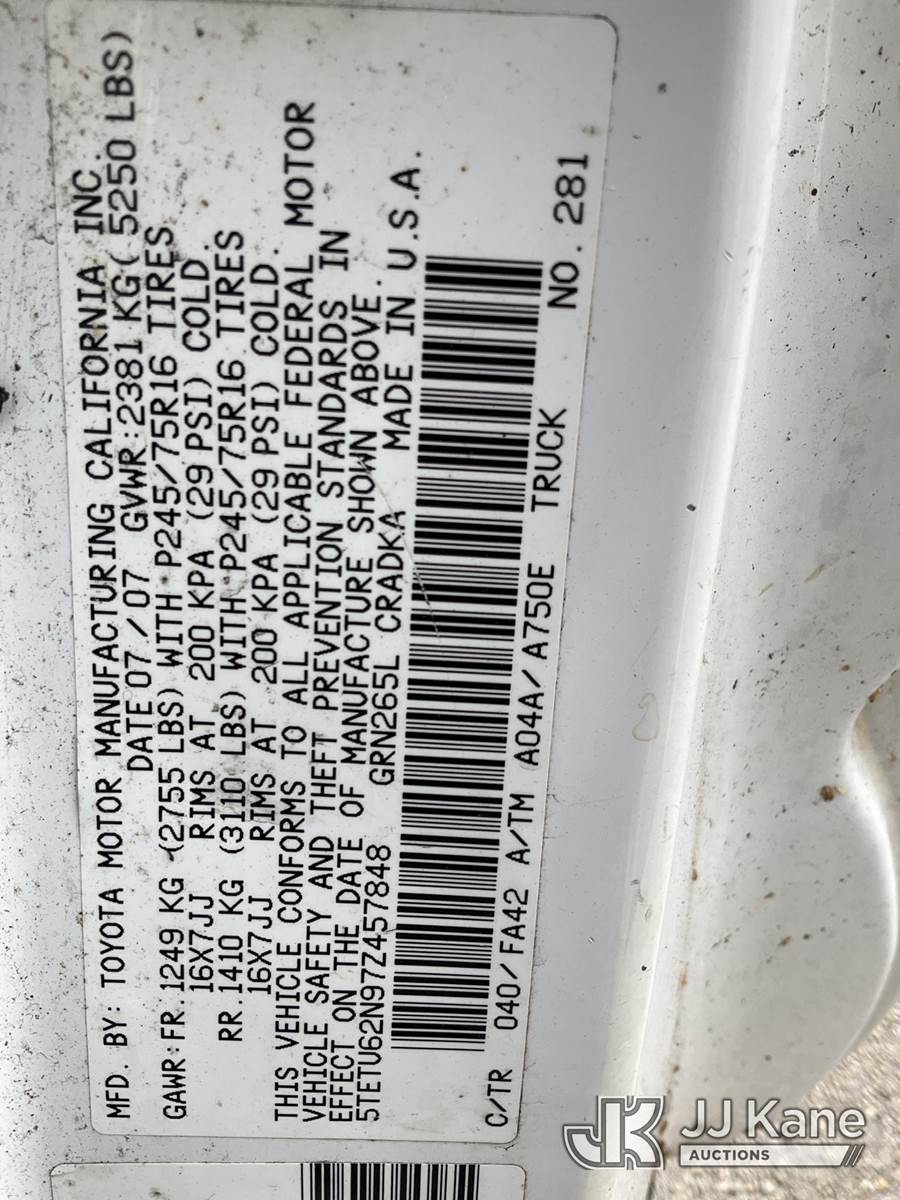 MFD. BY: TOYOTA MOTOR MANUFACTURING CALIFORNIA INC.
DATE 07/07 GVWR:2381 KG( 5250 LBS)
GAWR:FR.1249 KG (2755 LBS) WITH P245/75R16 TIRES
16X7JJ RIMS AT 200 KPA (29 PSI) COLD.
RR.1410 KG (3110 LBS) WITH P245/75R16 TIRES
16X7JJ RIMS AT 200 KPA (29 PSI) COLD.
THIS VEHICLE CONFORMS TO ALL APPLICABLE FEDERAL MOTOR
VEHICLE SAFETY AND THEFT PREVENTION STANDARDS IN
EFFECT ON THE DATE OF MANUFACTURE SHOWN ABOVE.
5TETU62N97Z457848 GRN265L CRADKA MADE IN U.S.A.
C/TR 040/FA42 A/TM A04A/A750E TRUCK NO. 281
JK JJ Kane
AUCTIONS